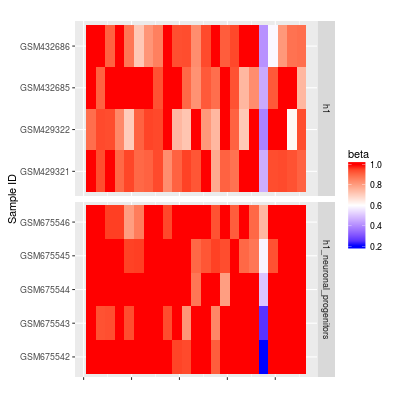 GSM432686
GSM432685
GSM429322
GSM429321
h1
GSM675546
GSM675545
GSM675544
GSM675543
GSM675542
h1_neuronal_progenitors
Sample ID
beta
1.0
0.8
0.6
0.4
0.2